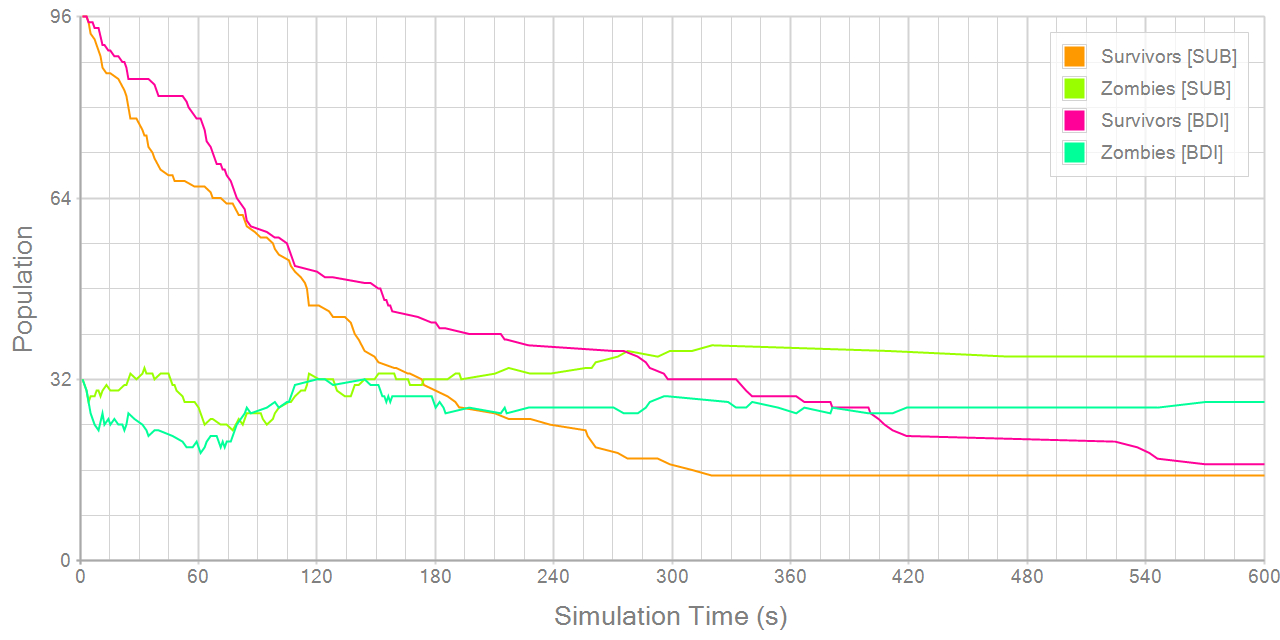 96
64
32
0
Population
Survivors [SUB]
Zombies [SUB]
Survivors [BDI]
Zombies [BDI]
0 60 120 180 240 300 360 420 480 540 600
Simulation Time (s)